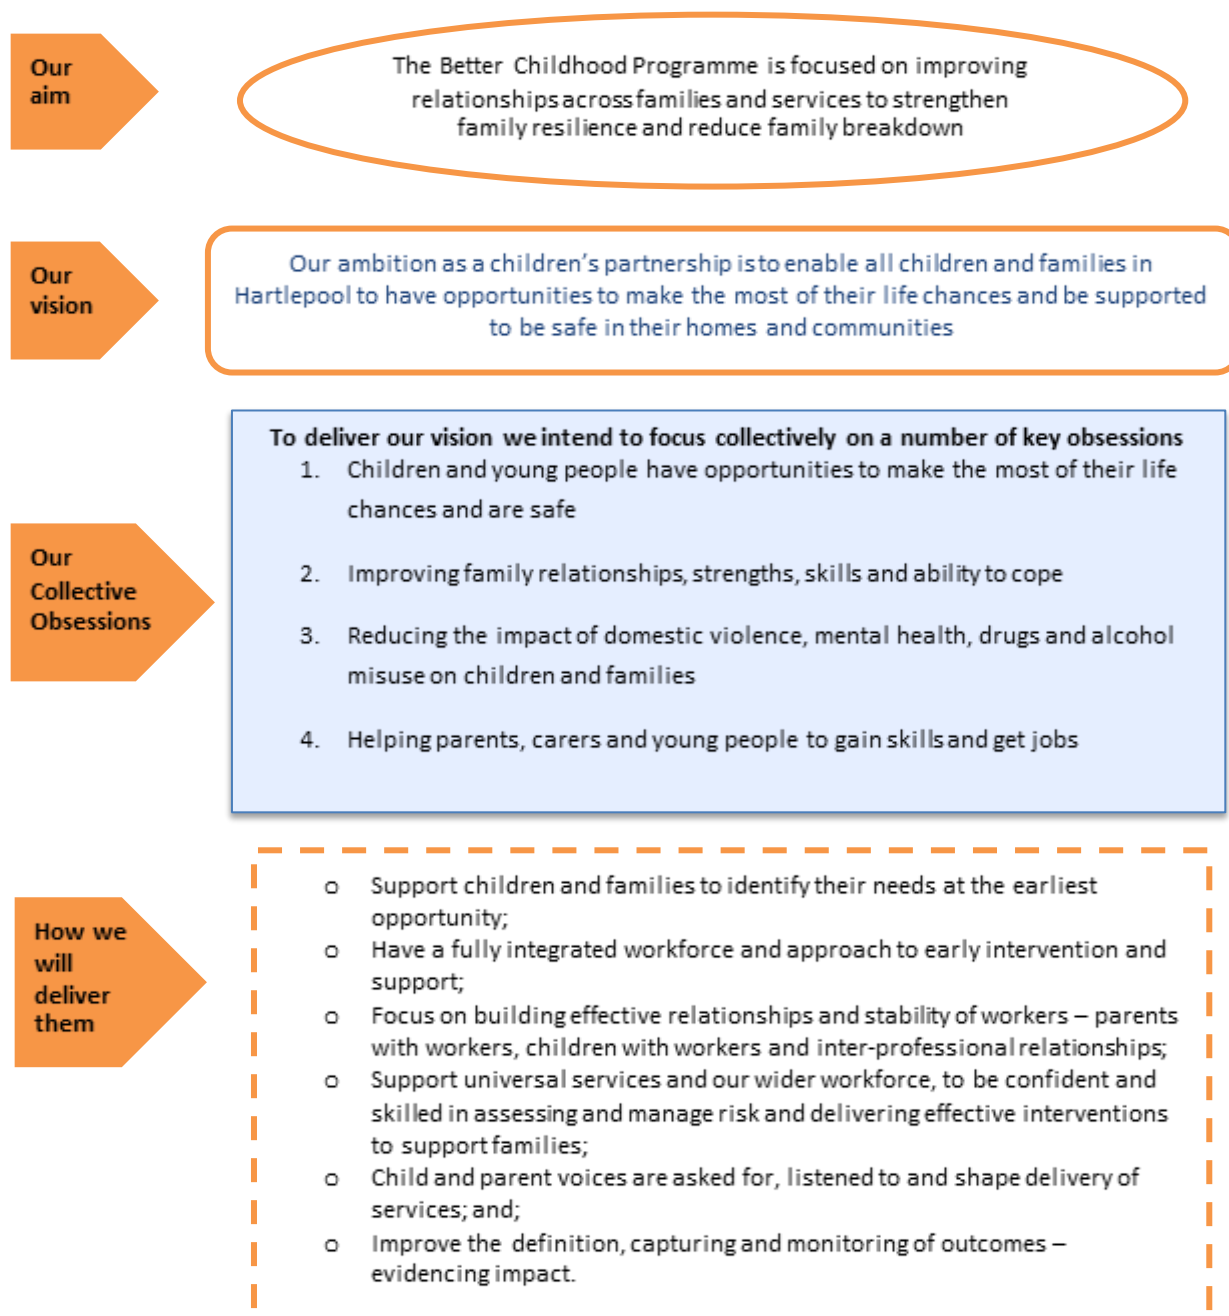 Our
aim
The Better Childhood Programme is focused on improving
relationships across families and services to strengthen
family resilience and reduce family breakdown
Our
vision
Our ambition as a children’s partnership is to enable all children and families in
Hartlepool to have opportunities to make the most of their life chances and be supported
to be safe in their homes and communities
Our
Collective
Obsessions
To deliver our vision we intend to focus collectively on a number of key obsessions
1. Children and young people have opportunities to make the most of their life
chances and are safe
2. Improving family relationships, strengths, skills and ability to cope
3. Reducing the impact of domestic violence, mental health, drugs and alcohol
misuse on children and families
4. Helping parents, carers and young people to gain skills and get jobs
How we
will
deliver
them
o Support children and families to identify their needs at the earliest
opportunity;
o Have a fully integrated workforce and approach to early intervention and
support;
o Focus on building effective relationships and stability of workers – parents
with workers, children with workers and inter-professional relationships;
o Support universal services and our wider workforce, to be confident and
skilled in assessing and manage risk and delivering effective interventions
to support families;
o Child and parent voices are asked for, listened to and shape delivery of
services; and;
o Improve the definition, capturing and monitoring of outcomes –
evidencing impact.